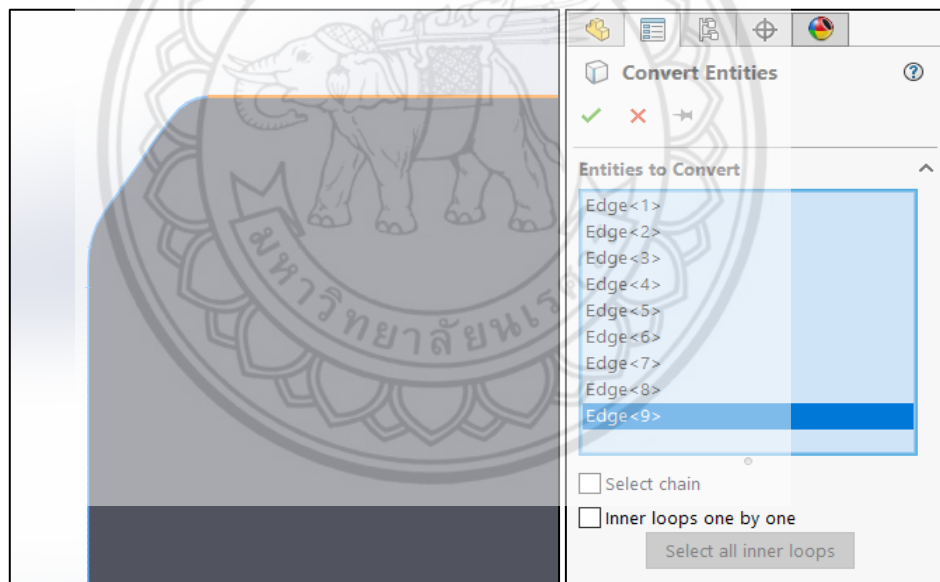 Convert Entities
Entities to Convert
Edge<1>
Edge<2>
Edge<3>
Edge<4>
Edge<5>
Edge<6>
Edge<7>
Edge<8>
Edge<9>
Select chain
Inner loops one by one
Select all inner loops